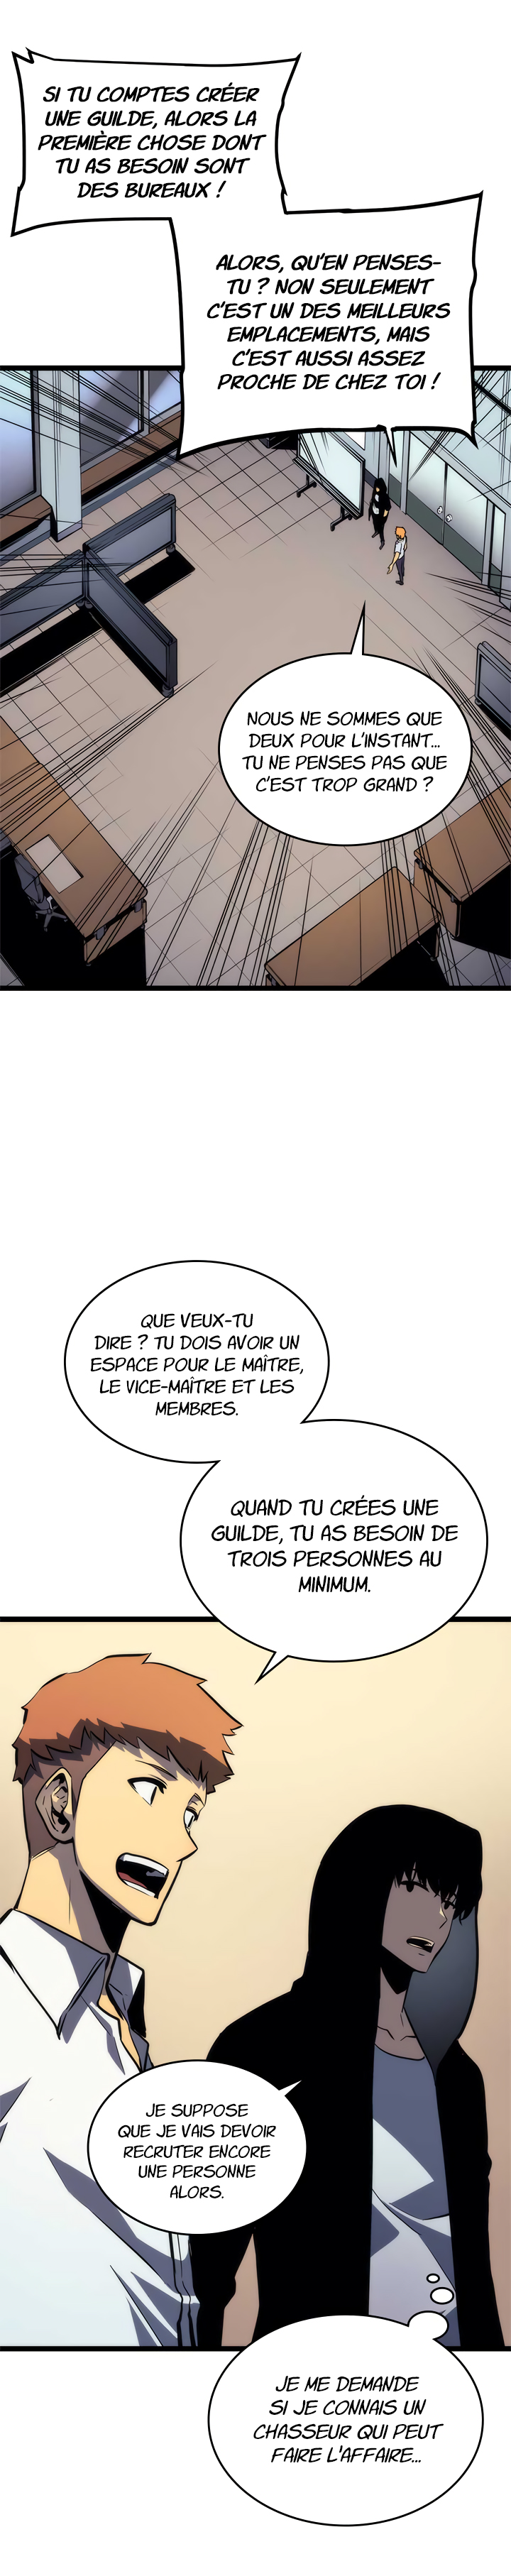 SI TU COMPTES CRÉER
UNE GUILDE, ALORS LA
PREMIÈRE CHOSE DONT
TU AS BESOIN SONT
DES BUREAUX !
ALORS, QU'EN PENSES-
TU ? NON SEULEMENT
C'EST UN DES MEILLEURS
EMPLACEMENTS, MAIS
C'EST AUSSI ASSEZ
PROCHE DE CHEZ TOI !
NOUS NE SOMMES QUE
DEUX POUR L'INSTANT...
TU NE PENSES PAS QUE
C'EST TROP GRAND ?
QUE VEUX-TU
DIRE ? TU DOIS AVOIR UN
ESPACE POUR LE MAÎTRE,
LE VICE-MAÎTRE ET LES
MEMBRES.
QUAND TU CRÉES UNE
GUILDE, TU AS BESOIN DE
TROIS PERSONNES AU
MINIMUM.
JE SUPPOSE
QUE JE VAIS DEVOIR
RECRUTER ENCORE
UNE PERSONNE
ALORS.
JE ME DEMANDE
SI JE CONNAIS UN
CHASSEUR QUI PEUT
FAIRE L'AFFAIRE...